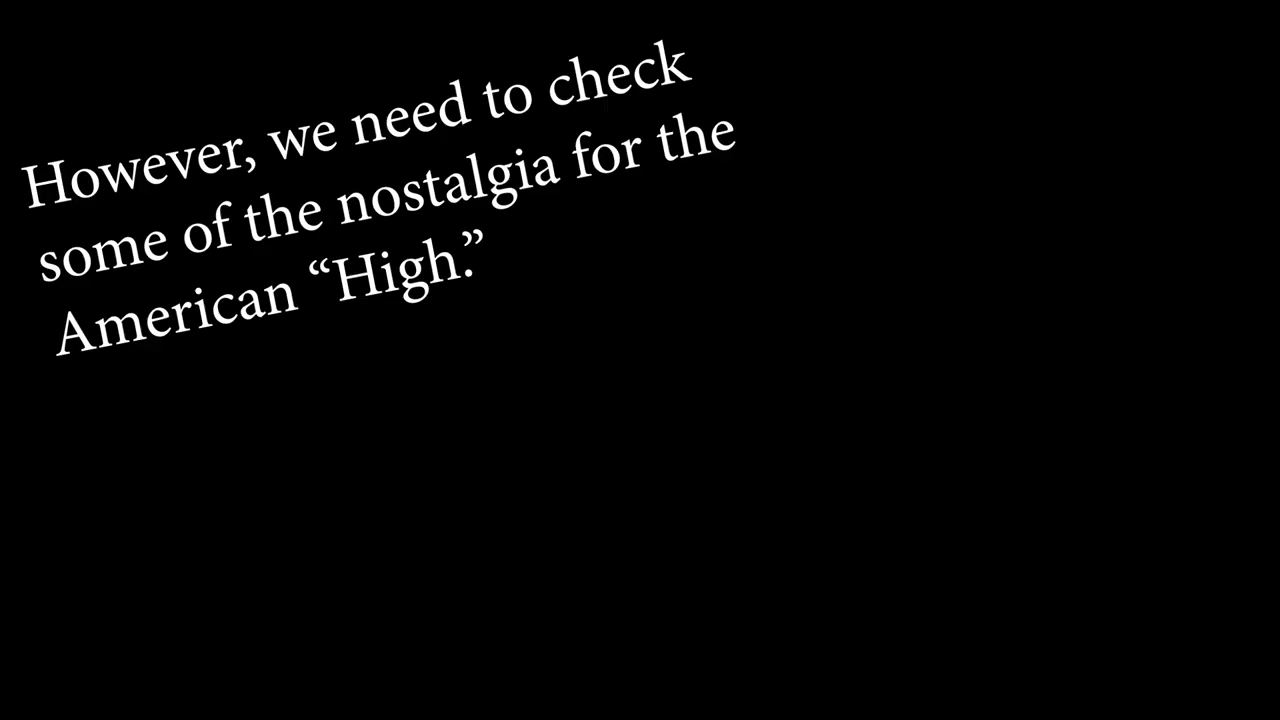 However, we need to check
some of the nostalgia for the
American “High.”